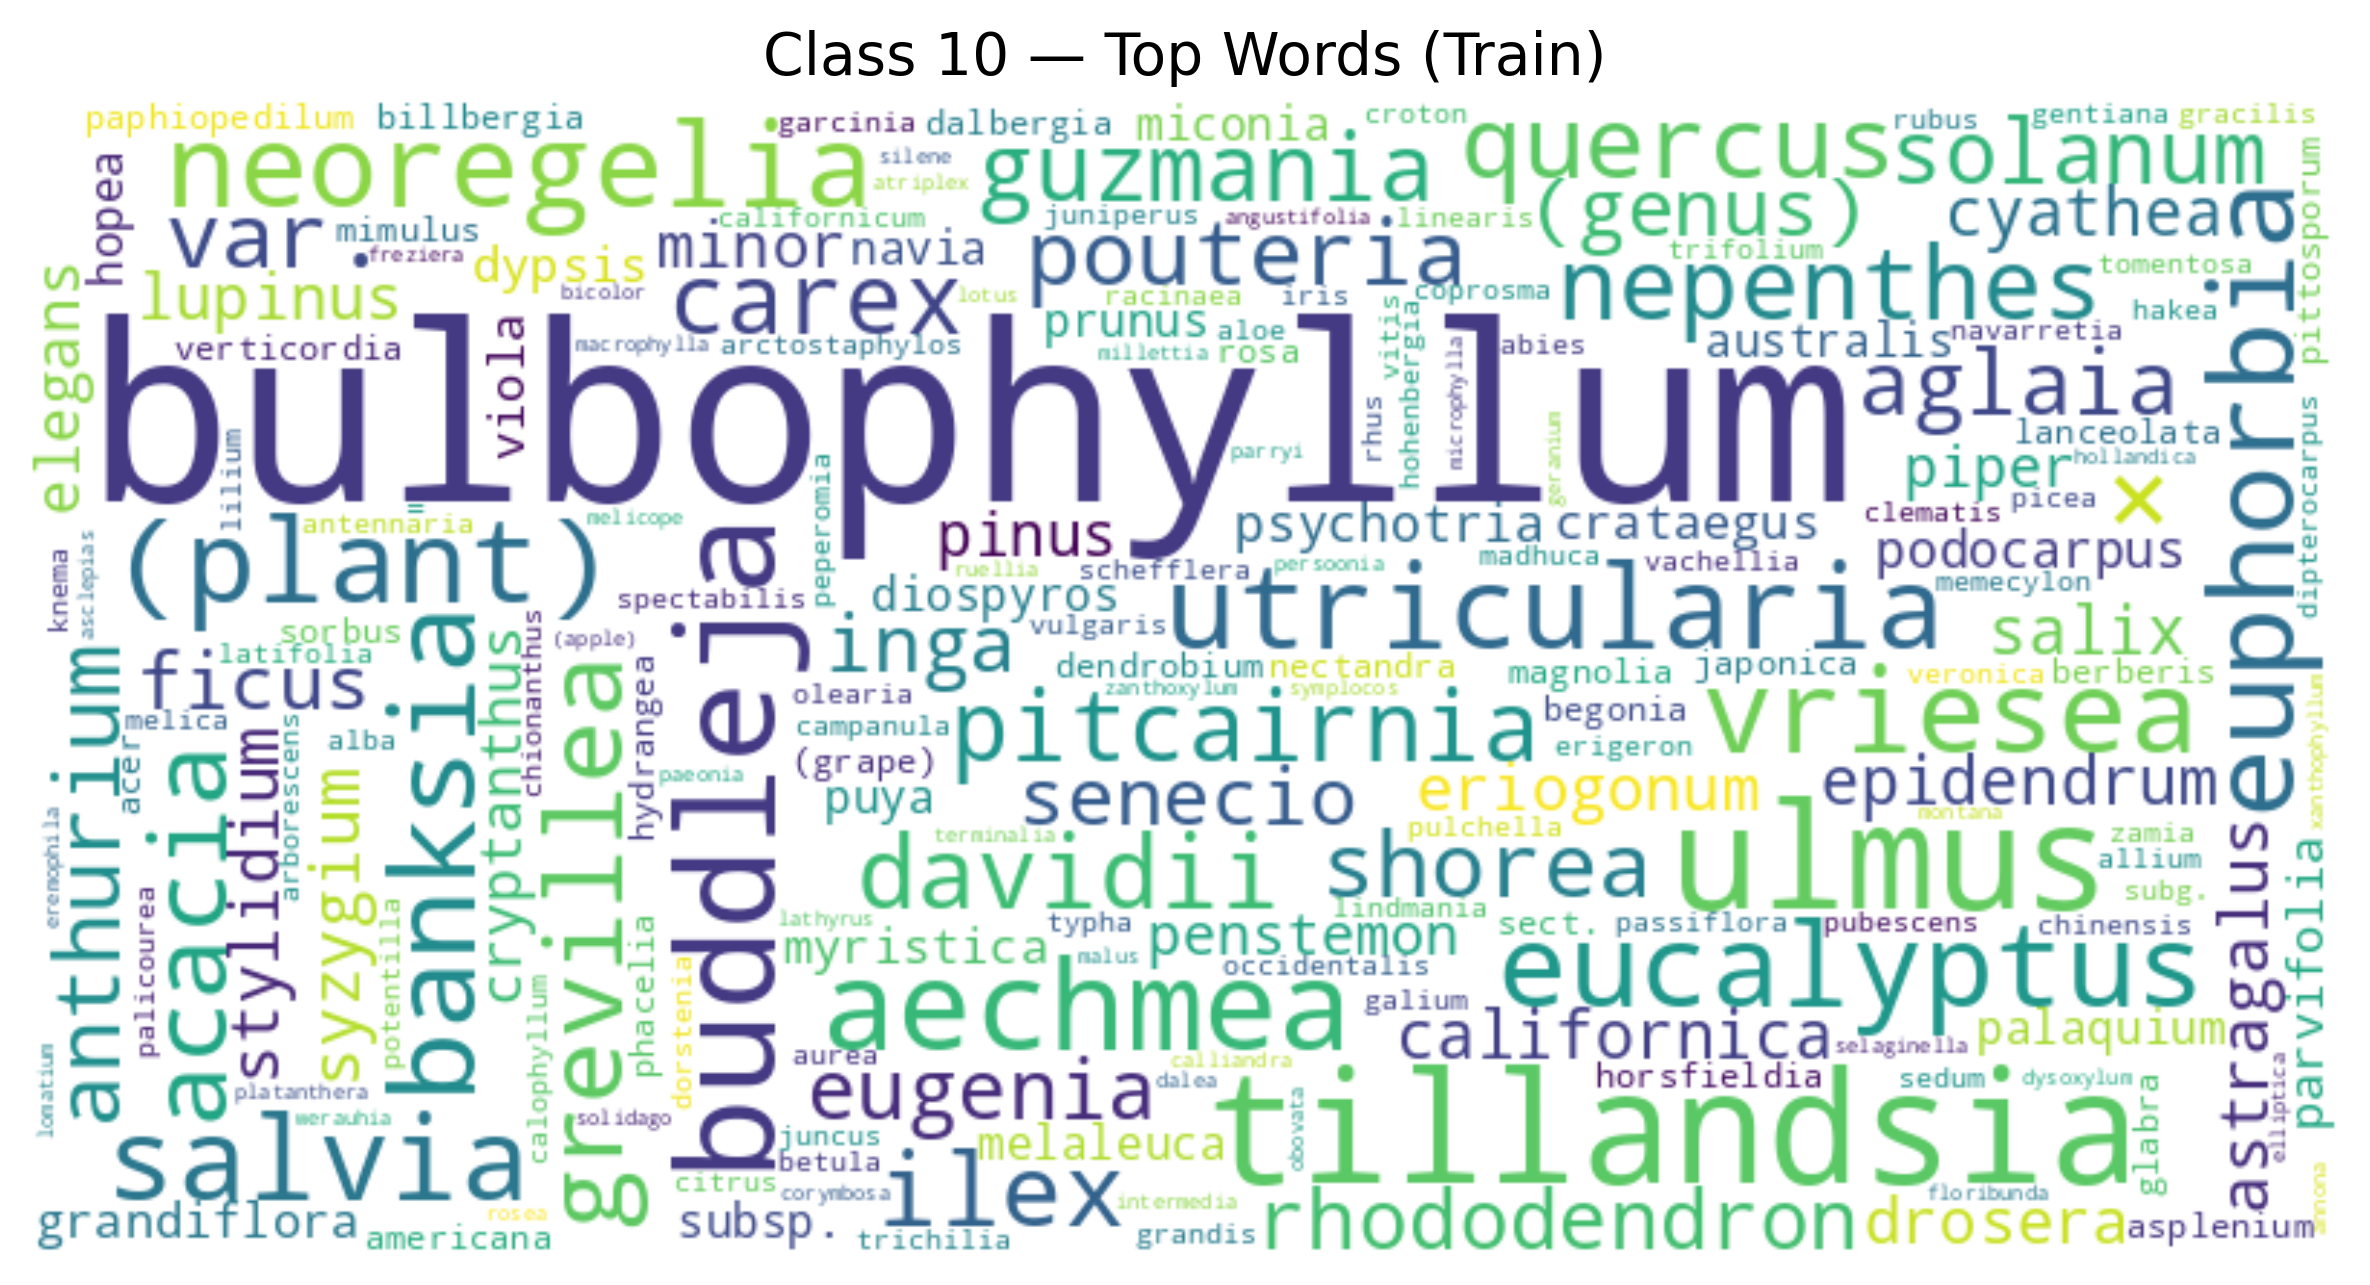 Class 10 — Top Words (Train)
paphiopedilum billbergia garcinia dalbergia miconia croton rubus gentiana gracilis
hopea neoregelia silene guzmania quercus solanum
atriplex pittosporum
var. mimulus californicum juniperus angustifolia linearis (genus) cyathea
freziera dypsis minor navia pouteria trifolium nepenthes tomentosa
elegans lupinus bicolor carex lotus racinaea iris coprosma hakea euphorbia
verticordia viola macrophylla arctostaphylos prunus aloe vitis abies australis navarretia
millettia rosa hohenbergia microphylla aglaia
bulbophyllum
lilium parryi rhus geranium lanceolata
piper hollandica dipterocarpus
(plant) antennaria melicope peperomia pinus psychotria crataegus clematis picea ×
knema asclepias ruellia schefflera persoonia madhuca vachellia podocarpus
spectabilis diospyros utricularia memecylon
sorbus (apple) inga vulgaris salix
ficus latifolia cryptanthus chionanthus hydrangea dendrobium nectandra magnolia japonica veronica berberis
anthurium melica banksia grevillea buddleja olearia zanthoxylum symplocos begonia vriesea xanthophyllum
acer alba arborescens campanula pitcairnia erigeron
acacia stylidium syzygium paeonia (grape) puya senecio eriogonum epidendrum
eremophila terminalia pulchella montana zamia
davidii shorea ulmus allium astragalus parvifolia
palicourea potentilla phacelia lathyrus typha lindmania sect. passiflora pubescens subg. chinensis
calophyllum dorstenia myristica malus penstemon occidentalis eucalyptus
aechmea galium californica palaquium
lomatium platanthera aurea calliandra selaginella
werauhia solidago eugenia dalea horsfieldia sedum dysoxylum elliptica
salvia juncus melaleuca obovata tillandsia glabra
betula
citrus corymbosa ilex intermedia floribunda annona
grandiflora rosea subsp. rhododendron drosera asplenium
americana trichilia grandis